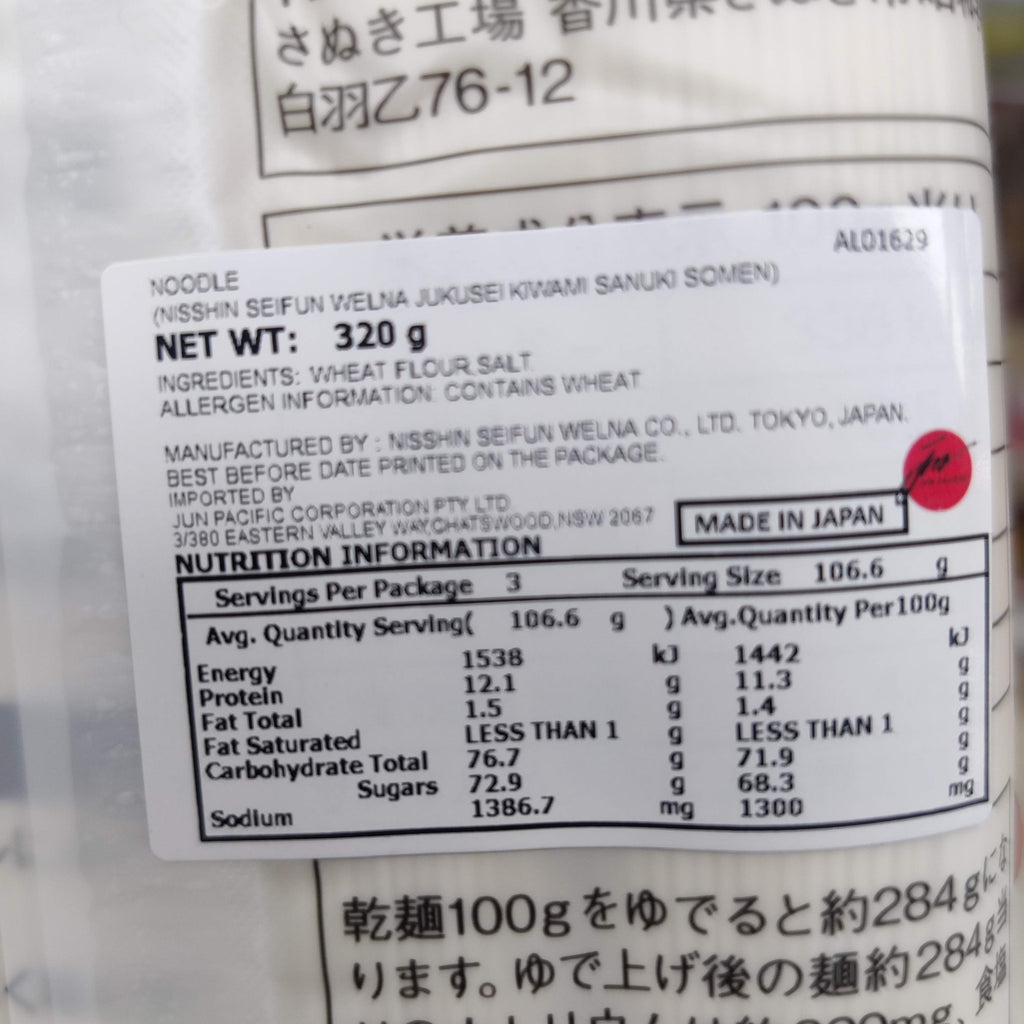 さぬき工場 香川県さぬき市
白羽乙76-12
AL01629
NOODLE
(NISSHIN SEIFUN WELNA JUKUSEI KIWAMI SANUKI SOMEN)
NET WT: 320 g
INGREDIENTS: WHEAT FLOUR, SALT
ALLERGEN INFORMATION: CONTAINS WHEAT
MANUFACTURED BY : NISSHIN SEIFUN WELNA CO., LTD. TOKYO, JAPAN.
BEST BEFORE DATE PRINTED ON THE PACKAGE.
IMPORTED BY
JUN PACIFIC CORPORATION PTY LTD
3/380 EASTERN VALLEY WAY,CHATSWOOD,NSW 2067
MADE IN JAPAN
NUTRITION INFORMATION
Servings Per Package 3 Serving Size 106.6 g
Avg. Quantity Serving( 106.6 g ) Avg.Quantity Per100g
Energy 1538 kJ 1442 kJ
Protein 12.1 g 11.3 g
Fat Total 1.5 g 1.4 g
Fat Saturated LESS THAN 1 g LESS THAN 1 g
Carbohydrate Total 76.7 g 71.9 g
Sugars 72.9 g 68.3 g
Sodium 1386.7 mg 1300 mg
乾麺100gをゆでると約284gにな
ります。ゆで上げ後の麺約284g当
食塩